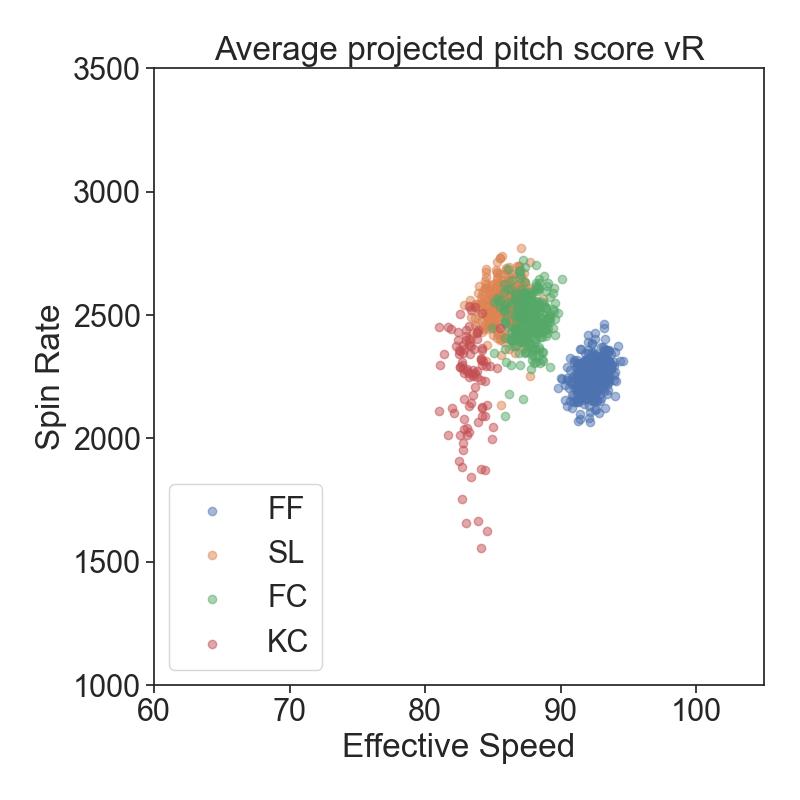 Average projected pitch score vR
3500
3000
2500
2000
1500
1000
Spin Rate
FF
SL
FC
KC
60 70 80 90 100
Effective Speed